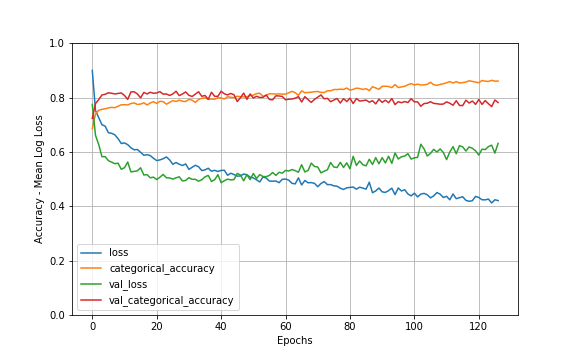 1.0
0.8
0.6
0.4
0.2
0.0
Accuracy - Mean Log Loss
loss
categorical_accuracy
val_loss
val_categorical_accuracy
0 20 40 60 80 100 120
Epochs